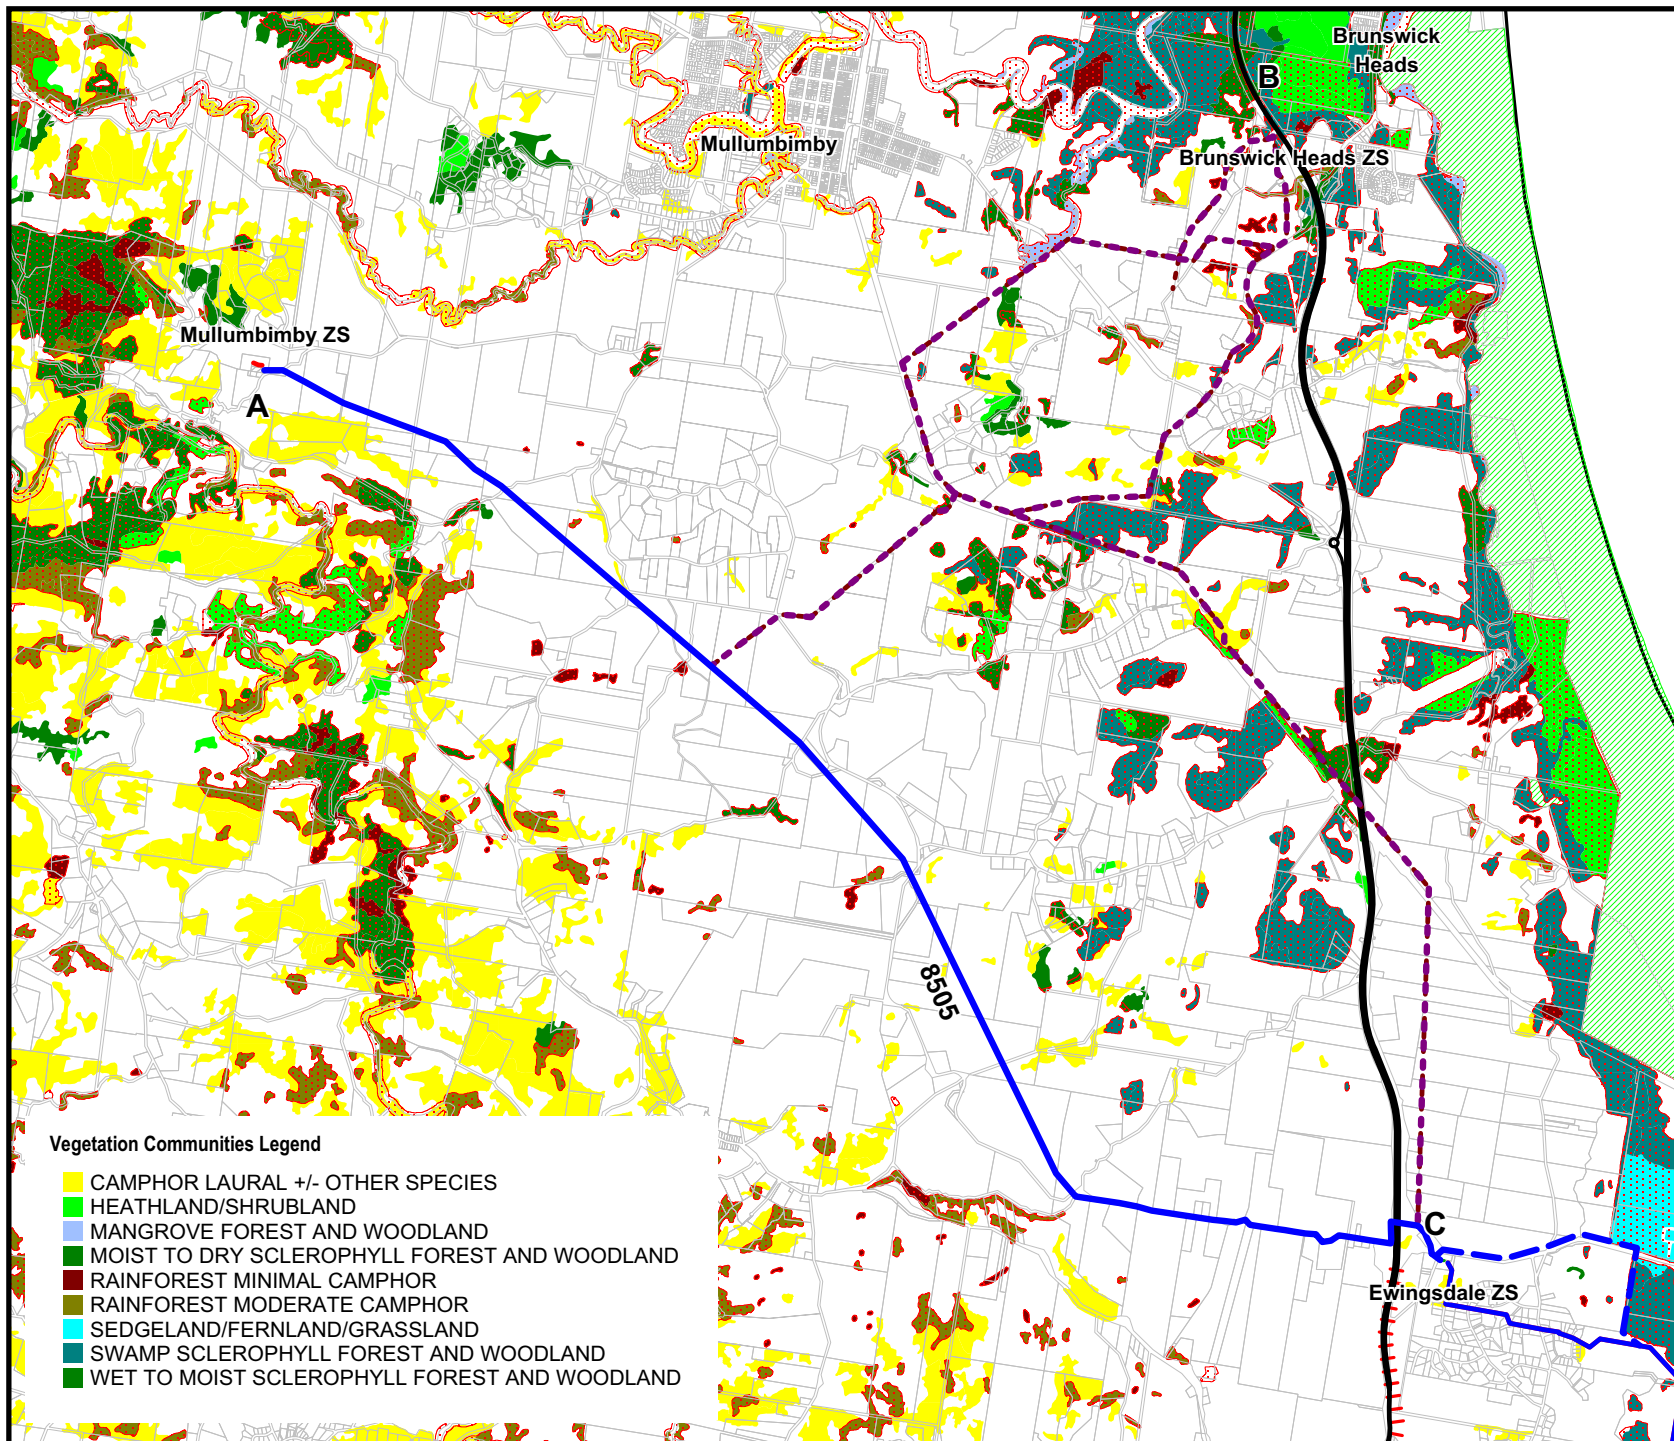 Brunswick
Heads
B
Mullumbimby
Brunswick Heads ZS
Mullumbimby ZS
A
8505
Vegetation Communities Legend
CAMPHOR LAURAL +/- OTHER SPECIES
HEATHLAND/SHRUBLAND
MANGROVE FOREST AND WOODLAND
MOIST TO DRY SCLEROPHYLL FOREST AND WOODLAND
RAINFOREST MINIMAL CAMPHOR
RAINFOREST MODERATE CAMPHOR
SEDGELAND/FERNLAND/GRASSLAND
SWAMP SCLEROPHYLL FOREST AND WOODLAND
WET TO MOIST SCLEROPHYLL FOREST AND WOODLAND
C
Ewingsdale ZS